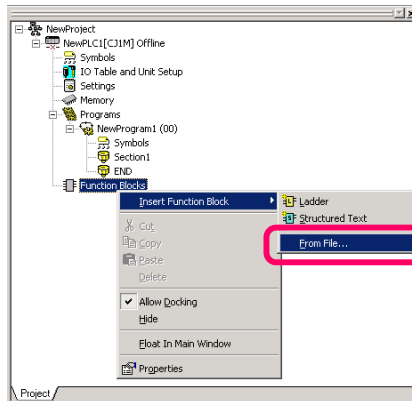 NewProject
NewPLC1[CJ1M] Offline
Symbols
IO Table and Unit Setup
Settings
Memory
Programs
NewProgram1 (00)
Symbols
Section1
END
Function Blocks
Insert Function Block
Ladder
Structured Text
From File...
Cut
Copy
Paste
Delete
Allow Docking
Hide
Float In Main Window
Properties
Project